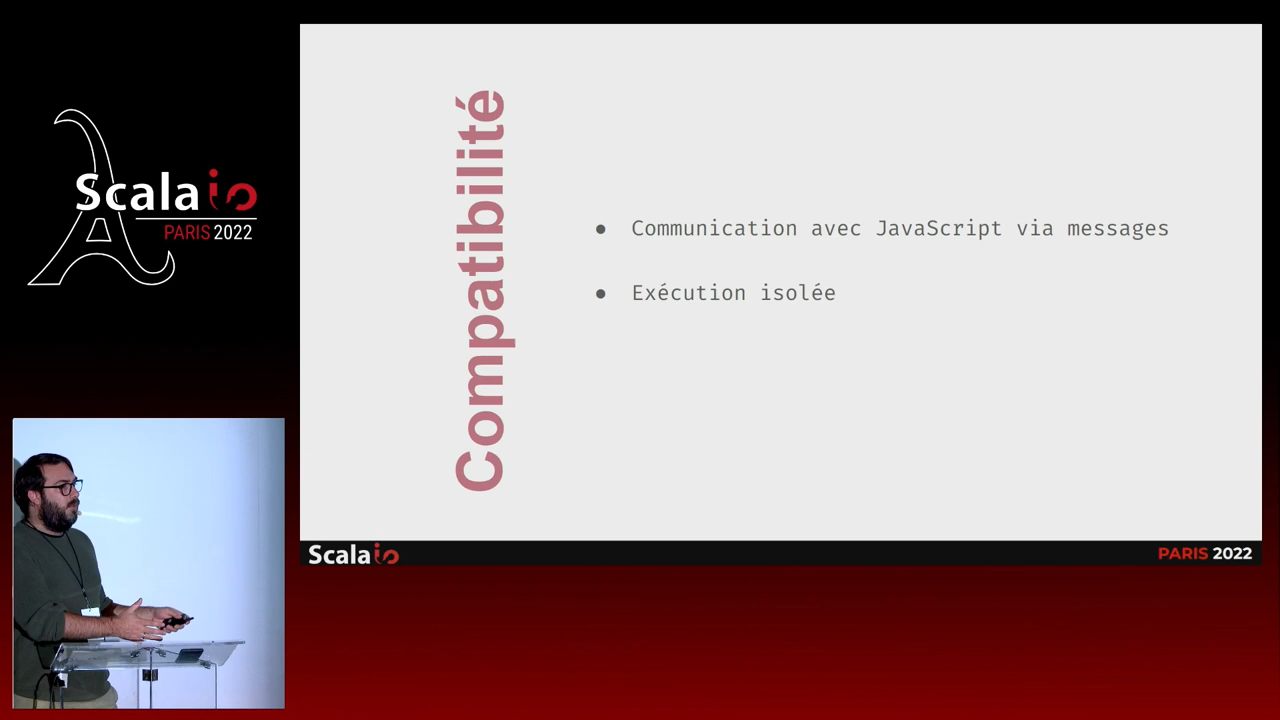 Scala io
PARIS 2022
Compatibilité
● Communication avec JavaScript via messages
● Exécution isolée
Scala io
PARIS 2022